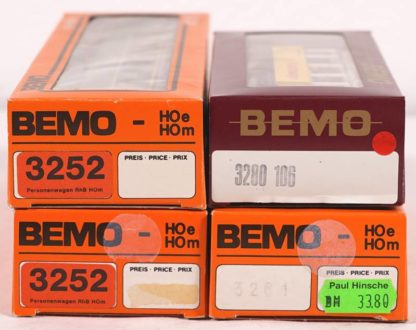 BEMO - HOe
HOm
3252
Personenwagen RhB HOm
PREIS · PRICE · PRIX
BEMO
3280 106
BEMO - HOe
HOm
3252
Personenwagen RhB HOm
PREIS · PRICE · PRIX
BEMO - HOe
HOm
3261
PREIS · PRICE · PRIX
Paul Hinsche
33.80